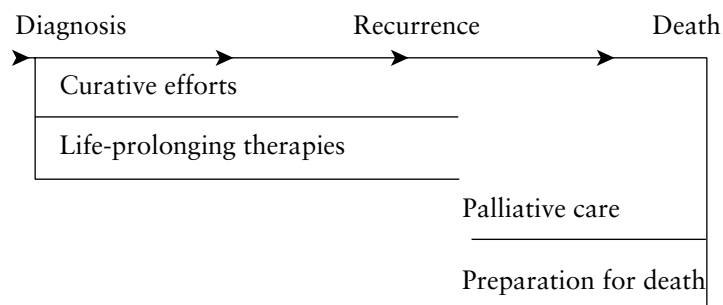 Diagnosis Recurrence Death
Curative efforts
Life-prolonging therapies
Palliative care
Preparation for death